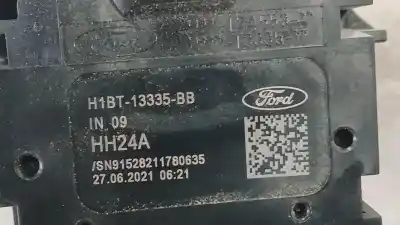 H1BT-13335-BB
Ford
IN 09
HH24A
/SN91528211780635
27.06.2021 06:21